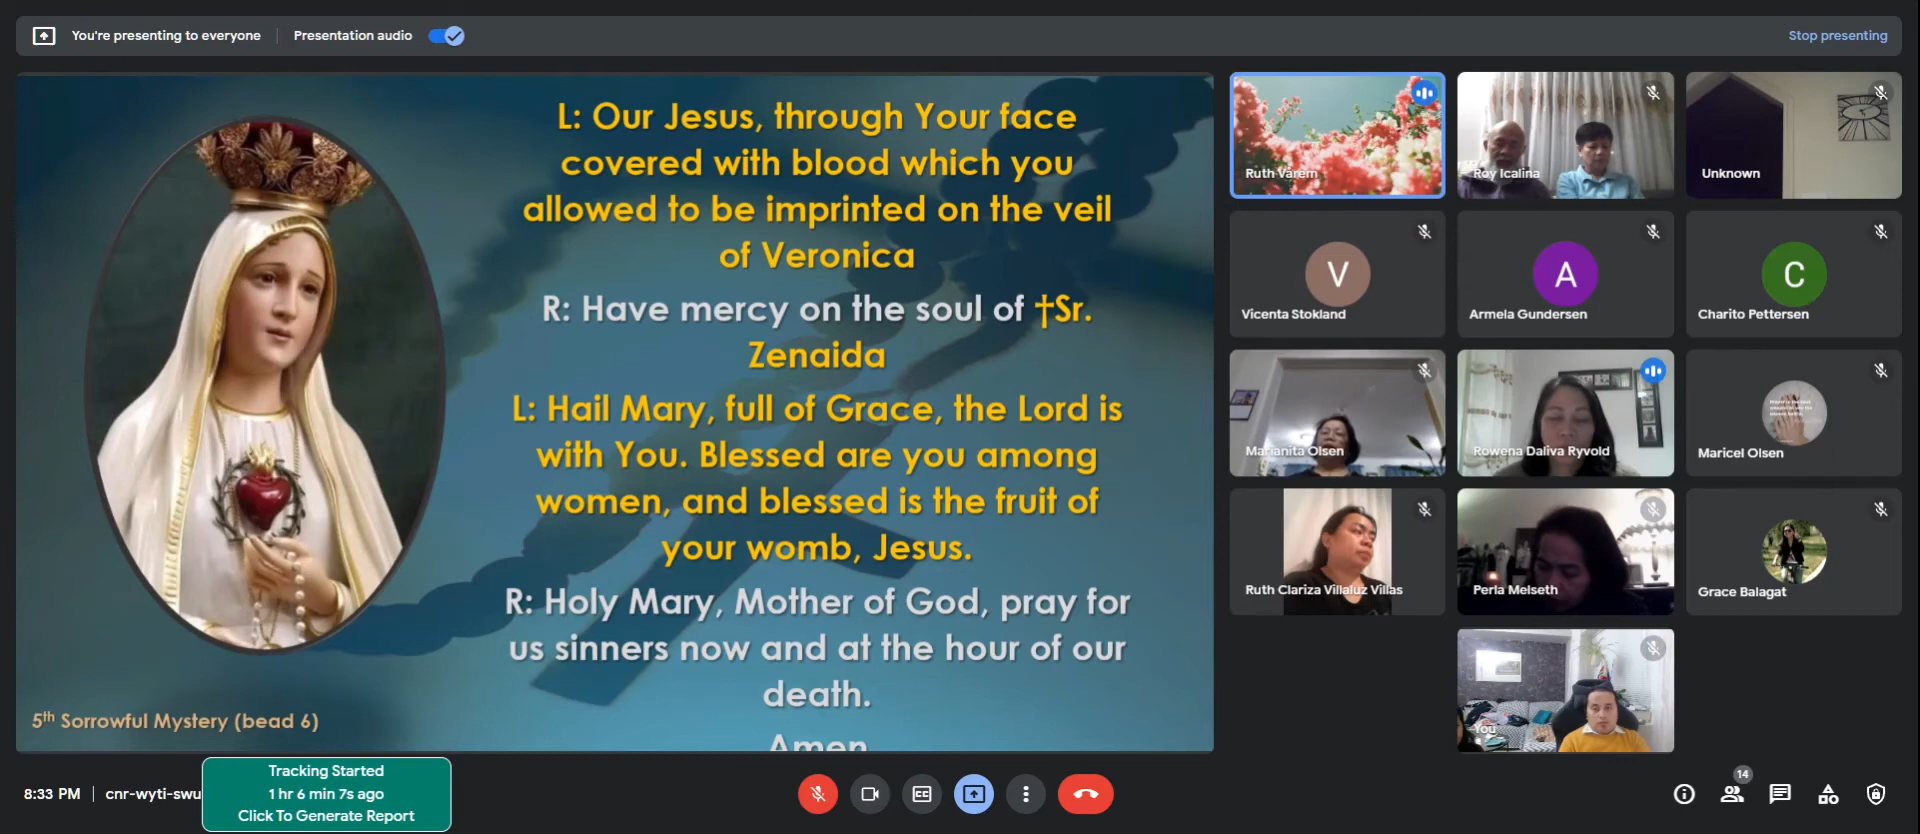 You're presenting to everyone
Presentation audio
Stop presenting
L: Our Jesus, through Your face
covered with blood which you
allowed to be imprinted on the veil
of Veronica
R: Have mercy on the soul of †Sr.
Zenaida
L: Hail Mary, full of Grace, the Lord is
with You. Blessed are you among
women, and blessed is the fruit of
your womb, Jesus.
R: Holy Mary, Mother of God, pray for
us sinners now and at the hour of our
death.
Amen
5th Sorrowful Mystery (bead 6)
Ruth Varem
Roy Icalina
Unknown
V
Vicenta Stokland
A
Armela Gundersen
C
Charito Pettersen
Marianita Olsen
Rowena Daliva Ryvold
Maricel Olsen
Ruth Clariza Villaluz Villas
Perla Melseth
Grace Balagat
You
8:33 PM
cnr-wyti-swu
Tracking Started
1 hr 6 min 7s ago
Click To Generate Report
CC
14